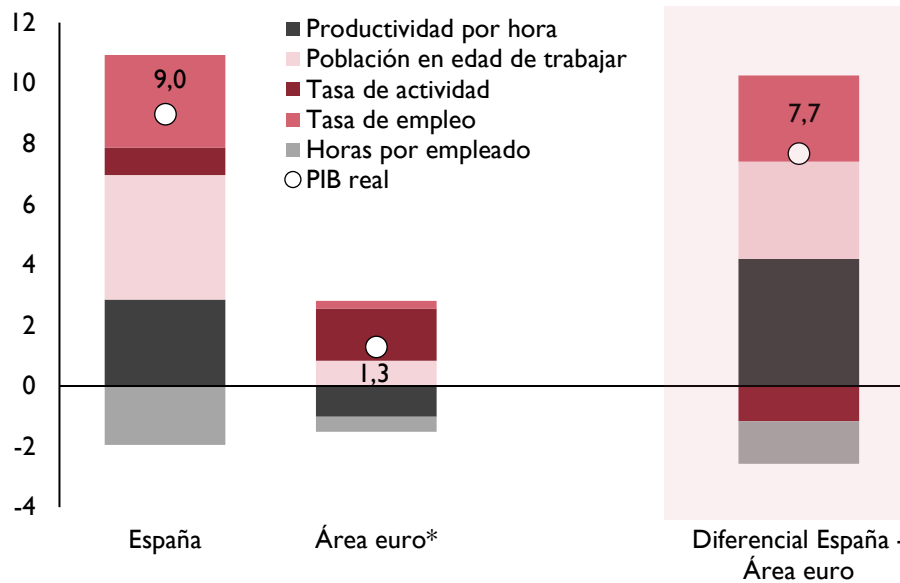 12
10
8
6
4
2
0
-2
-4
Productividad por hora
Población en edad de trabajar
Tasa de actividad
Tasa de empleo
Horas por empleado
PIB real
9,0
1,3
7,7
España
Área euro*
Diferencial España -
Área euro